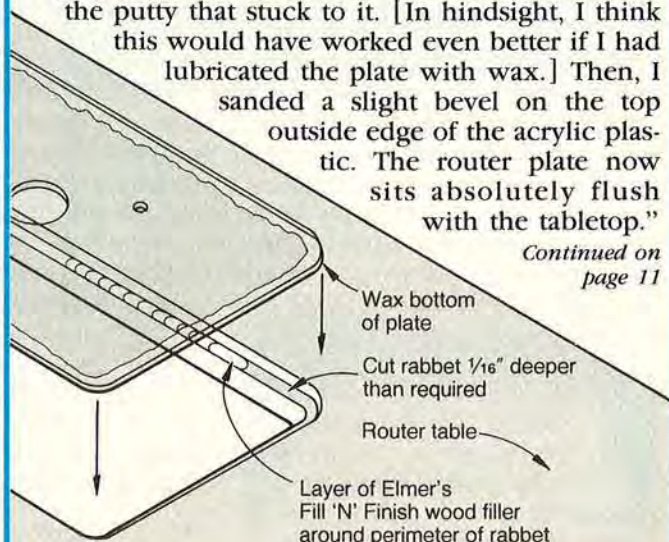 the putty that stuck to it. [In hindsight, I think
this would have worked even better if I had
lubricated the plate with wax.] Then, I
sanded a slight bevel on the top
outside edge of the acrylic plas-
tic. The router plate now
sits absolutely flush
with the tabletop.”
Continued on
page 11
Wax bottom
of plate
Cut rabbet 1⁄16" deeper
than required
Router table
Layer of Elmer's
Fill 'N' Finish wood filler
around perimeter of rabbet